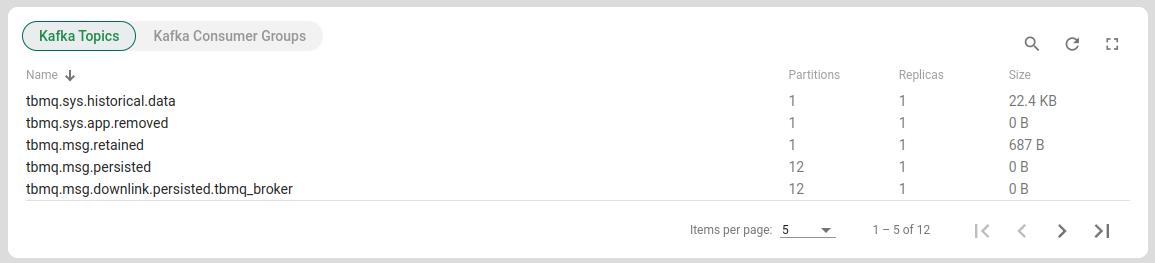 Kafka Topics Kafka Consumer Groups
Name Partitions Replicas Size
tbmq.sys.historical.data 1 1 22.4 KB
tbmq.sys.app.removed 1 1 0 B
tbmq.msg.retained 1 1 687 B
tbmq.msg.persisted 12 1 0 B
tbmq.msg.downlink.persisted.tbmq_broker 12 1 0 B
Items per page: 5 1 – 5 of 12